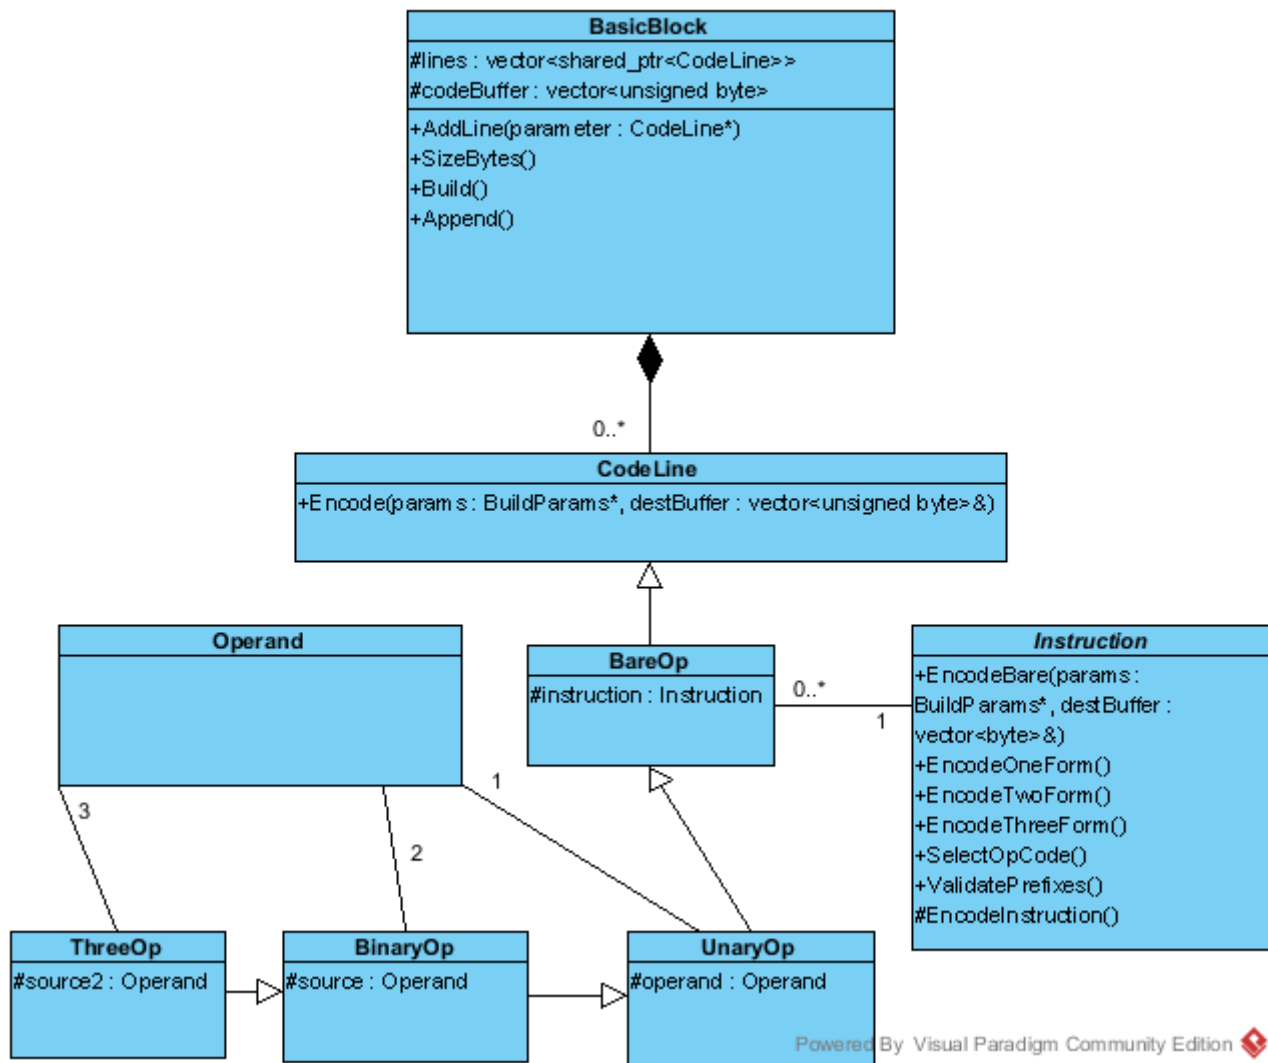 BasicBlock
#lines : vector<shared_ptr<CodeLine>>
#codeBuffer : vector<unsigned byte>
+AddLine(parameter : CodeLine*)
+SizeBytes()
+Build()
+Append()
0..*
CodeLine
+Encode(params : BuildParams*, destBuffer : vector<unsigned byte>&)
Operand
BareOp
#instruction : Instruction
0..*
1
Instruction
+EncodeBare(params :
BuildParams*, destBuffer :
vector<byte>&)
+EncodeOneForm()
+EncodeTwoForm()
+EncodeThreeForm()
+SelectOpCode()
+ValidatePrefixes()
#EncodeInstruction()
3
2
1
ThreeOp
#source2 : Operand
BinaryOp
#source : Operand
UnaryOp
#operand : Operand
Powered By Visual Paradigm Community Edition